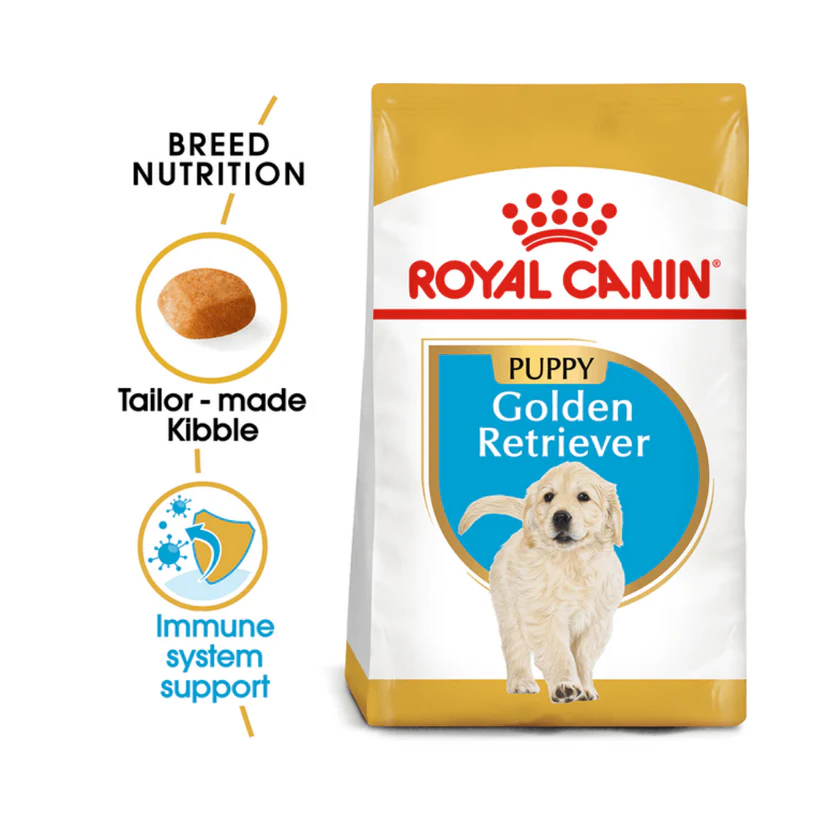 BREED
NUTRITION
Tailor - made
Kibble
Immune
system
support
ROYAL CANIN®
PUPPY
Golden
Retriever